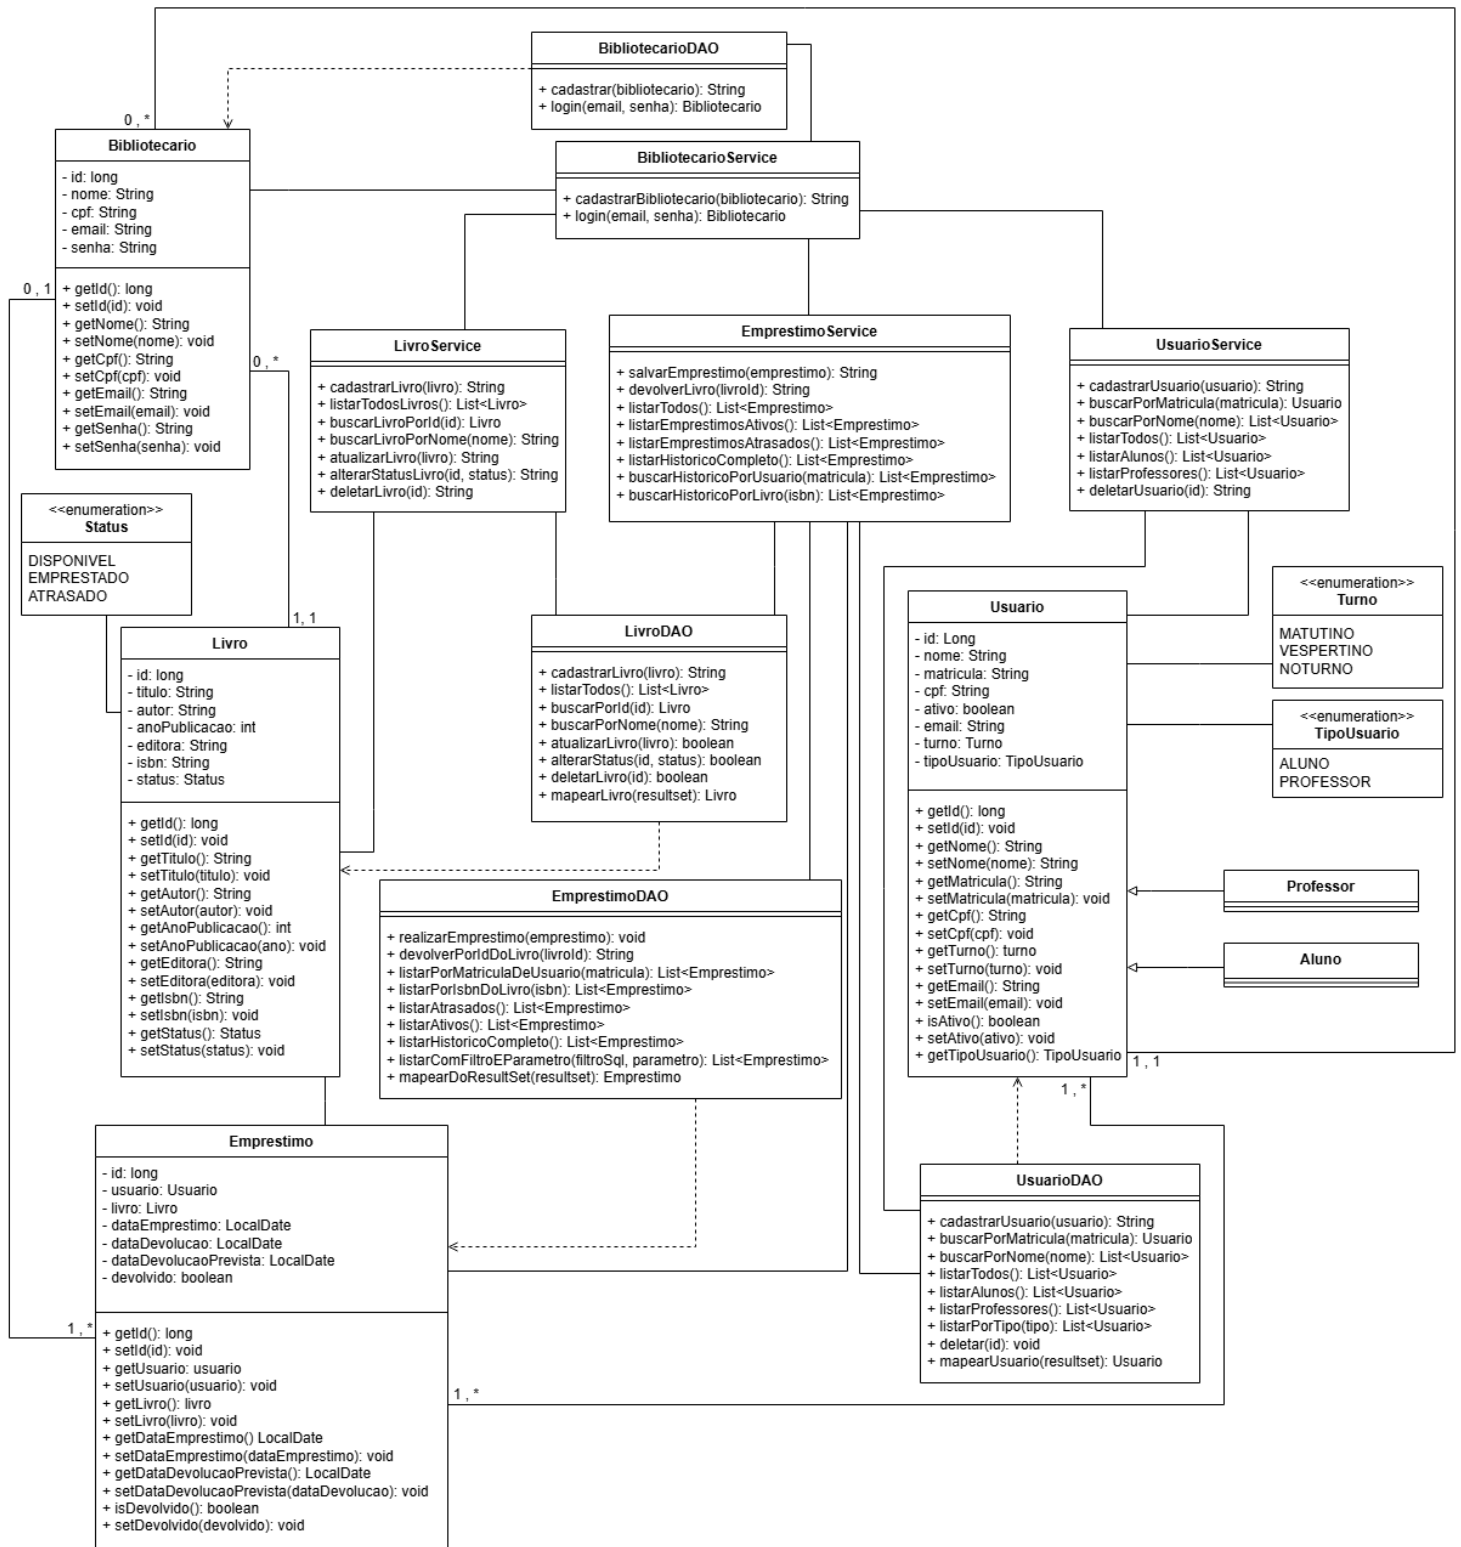 BibliotecarioDAO
+ cadastrar(bibliotecario): String
+ login(email, senha): Bibliotecario
0 , *
Bibliotecario
- id: long
- nome: String
- cpf: String
- email: String
- senha: String
+ getId(): long
+ setId(id): void
+ getNome(): String
+ setNome(nome): void
+ getCpf(): String
+ setCpf(cpf): void
+ getEmail(): String
+ setEmail(email): void
+ getSenha(): String
+ setSenha(senha): void
0 , 1
0 , *
BibliotecarioService
+ cadastrarBibliotecario(bibliotecario): String
+ login(email, senha): Bibliotecario
LivroService
+ cadastrarLivro(livro): String
+ listarTodosLivros(): List<Livro>
+ buscarLivroPorId(id): Livro
+ buscarLivroPorNome(nome): String
+ atualizarLivro(livro): String
+ alterarStatusLivro(id, status): String
+ deletarLivro(id): String
EmprestimoService
+ salvarEmprestimo(emprestimo): String
+ devolverLivro(livroId): String
+ listarTodos(): List<Emprestimo>
+ listarEmprestimosAtivos(): List<Emprestimo>
+ listarEmprestimosAtrasados(): List<Emprestimo>
+ listarHistoricoCompleto(): List<Emprestimo>
+ buscarHistoricoPorUsuario(matricula): List<Emprestimo>
+ buscarHistoricoPorLivro(isbn): List<Emprestimo>
UsuarioService
+ cadastrarUsuario(usuario): String
+ buscarPorMatricula(matricula): Usuario
+ buscarPorNome(nome): List<Usuario>
+ listarTodos(): List<Usuario>
+ listarAlunos(): List<Usuario>
+ listarProfessores(): List<Usuario>
+ deletarUsuario(id): String
<<enumeration>>
Status
DISPONIVEL
EMPRESTADO
ATRASADO
1, 1
Livro
- id: long
- titulo: String
- autor: String
- anoPublicacao: int
- editora: String
- isbn: String
- status: Status
+ getId(): long
+ setId(id): void
+ getTitulo(): String
+ setTitulo(titulo): void
+ getAutor(): String
+ setAutor(autor): void
+ getAnoPublicacao(): int
+ setAnoPublicacao(ano): void
+ getEditora(): String
+ setEditora(editora): void
+ getIsbn(): String
+ setIsbn(isbn): void
+ getStatus(): Status
+ setStatus(status): void
LivroDAO
+ cadastrarLivro(livro): String
+ listarTodos(): List<Livro>
+ buscarPorId(id): Livro
+ buscarPorNome(nome): String
+ atualizarLivro(livro): boolean
+ alterarStatus(id, status): boolean
+ deletarLivro(id): boolean
+ mapearLivro(resultset): Livro
Usuario
- id: Long
- nome: String
- matricula: String
- cpf: String
- ativo: boolean
- email: String
- turno: Turno
- tipoUsuario: TipoUsuario
+ getId(): long
+ setId(id): void
+ getNome(): String
+ setNome(nome): String
+ getMatricula(): String
+ setMatricula(matricula): void
+ getCpf(): String
+ setCpf(cpf): void
+ getTurno(): turno
+ setTurno(turno): void
+ getEmail(): String
+ setEmail(email): void
+ isAtivo(): boolean
+ setAtivo(ativo): void
+ getTipoUsuario(): TipoUsuario
1 , 1
1 , *
<<enumeration>>
Turno
MATUTINO
VESPERTINO
NOTURNO
<<enumeration>>
TipoUsuario
ALUNO
PROFESSOR
Professor
Aluno
EmprestimoDAO
+ realizarEmprestimo(emprestimo): void
+ devolverPorIdDoLivro(livroId): String
+ listarPorMatriculaDeUsuario(matricula): List<Emprestimo>
+ listarPorIsbnDoLivro(isbn): List<Emprestimo>
+ listarAtrasados(): List<Emprestimo>
+ listarAtivos(): List<Emprestimo>
+ listarHistoricoCompleto(): List<Emprestimo>
+ listarComFiltroEParametro(filtroSql, parametro): List<Emprestimo>
+ mapearDoResultSet(resultset): Emprestimo
Emprestimo
- id: long
- usuario: Usuario
- livro: Livro
- dataEmprestimo: LocalDate
- dataDevolucao: LocalDate
- dataDevolucaoPrevista: LocalDate
- devolvido: boolean
1 , *
+ getId(): long
+ setId(id): void
+ getUsuario: usuario
+ setUsuario(usuario): void
+ getLivro(): livro
+ setLivro(livro): void
+ getDataEmprestimo() LocalDate
+ setDataEmprestimo(dataEmprestimo): void
+ getDataDevolucaoPrevista(): LocalDate
+ setDataDevolucaoPrevista(dataDevolucao): void
+ isDevolvido(): boolean
+ setDevolvido(devolvido): void
1 , *
UsuarioDAO
+ cadastrarUsuario(usuario): String
+ buscarPorMatricula(matricula): Usuario
+ buscarPorNome(nome): List<Usuario>
+ listarTodos(): List<Usuario>
+ listarAlunos(): List<Usuario>
+ listarProfessores(): List<Usuario>
+ listarPorTipo(tipo): List<Usuario>
+ deletar(id): void
+ mapearUsuario(resultset): Usuario